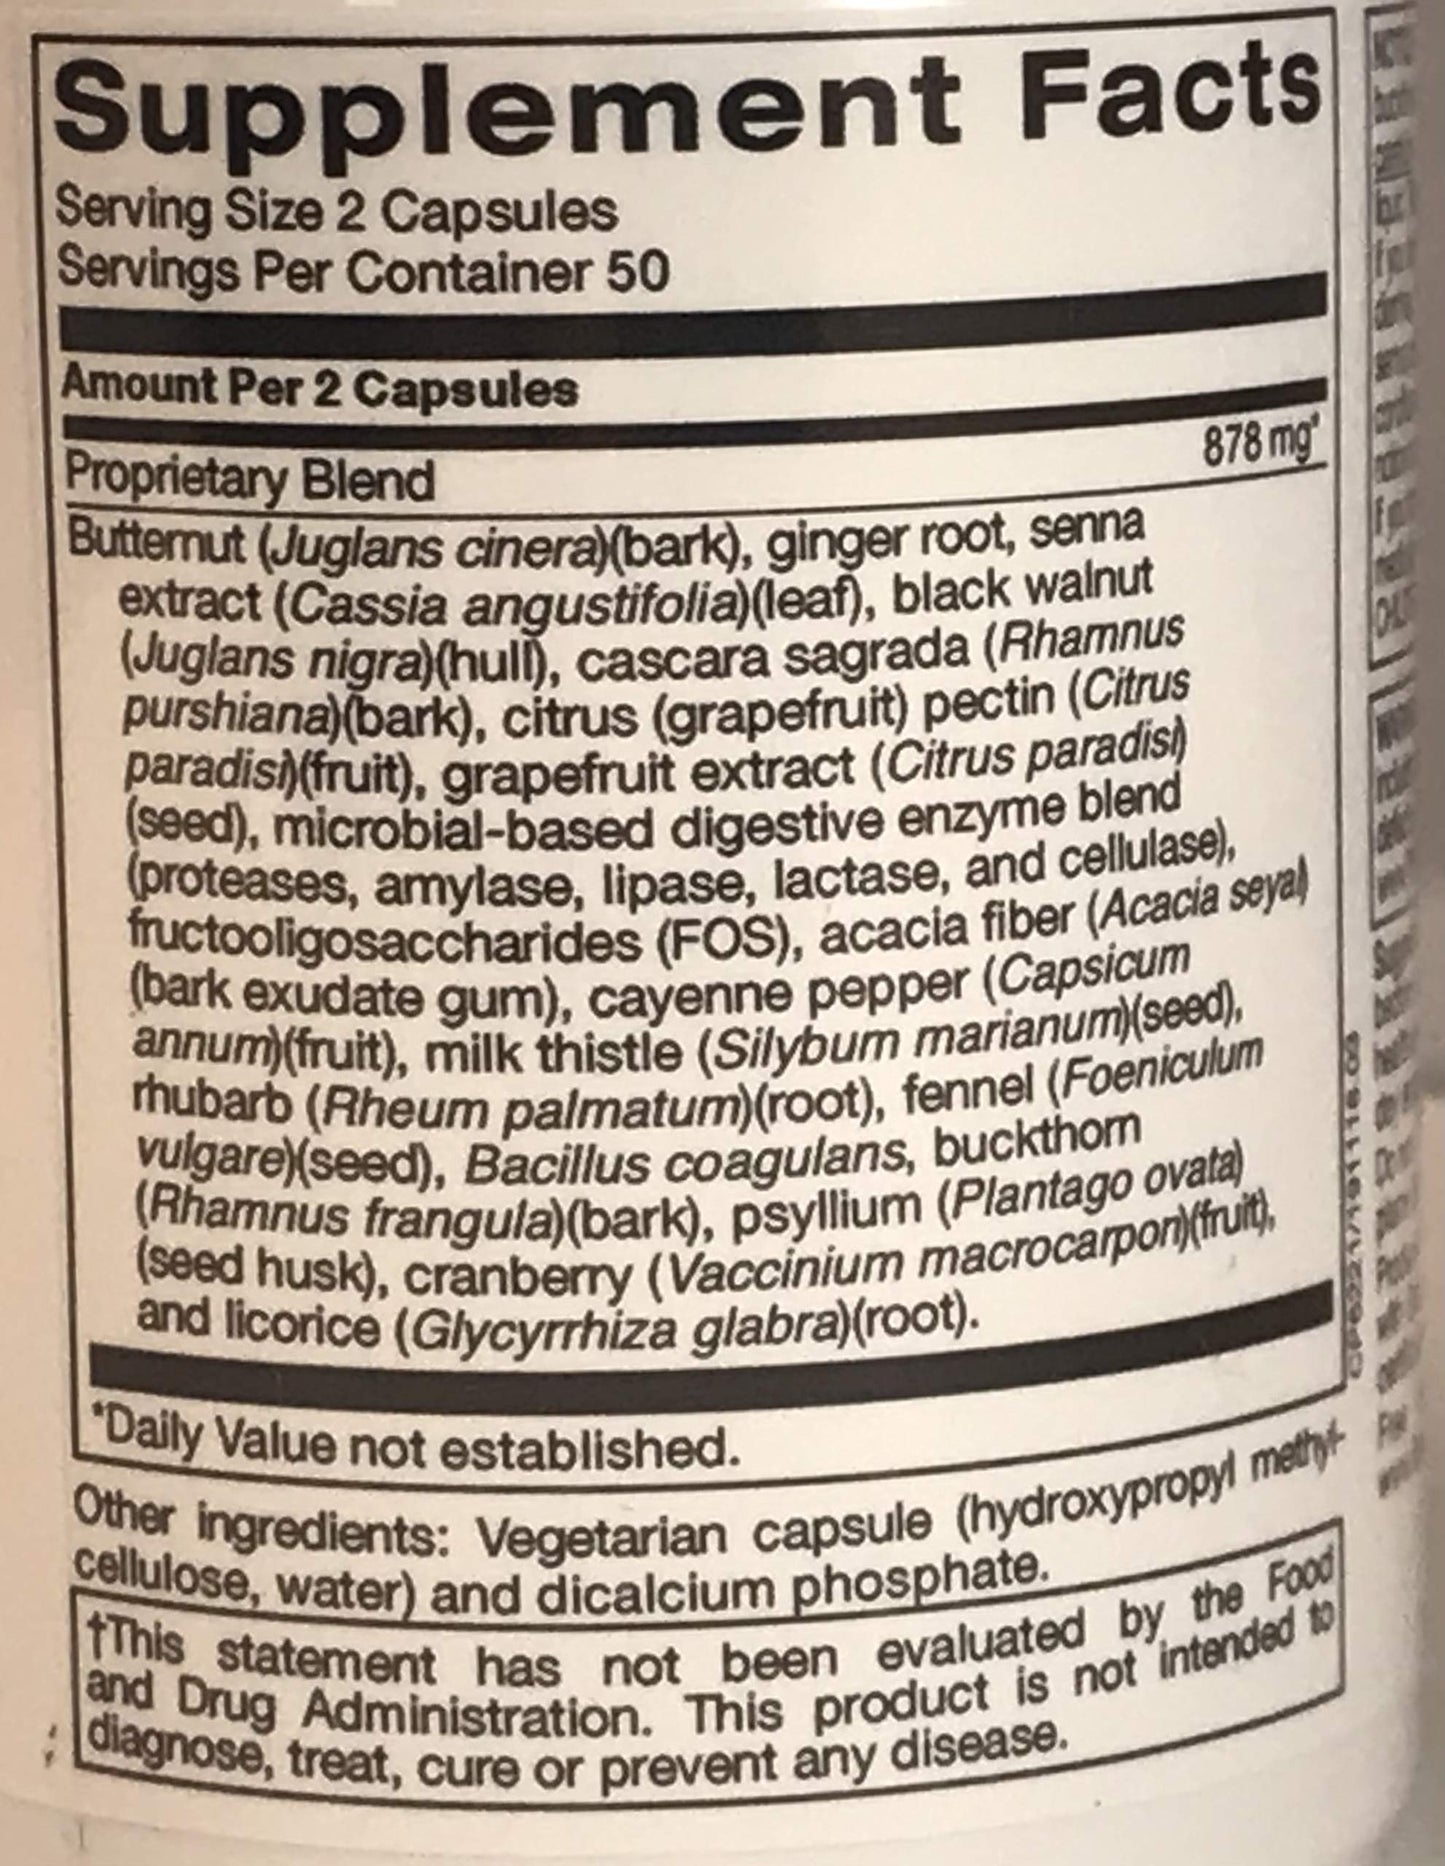 Supplement Facts
Serving Size 2 Capsules
Servings Per Container 50
Amount Per 2 Capsules
Proprietary Blend 878 mg*
Butternut (Juglans cinera)(bark), ginger root, senna
extract (Cassia angustifolia)(leaf), black walnut
(Juglans nigra)(hull), cascara sagrada (Rhamnus
purshiana)(bark), citrus (grapefruit) pectin (Citrus
paradisi)(fruit), grapefruit extract (Citrus paradisi)
(seed), microbial-based digestive enzyme blend
(proteases, amylase, lipase, lactase, and cellulase),
fructooligosaccharides (FOS), acacia fiber (Acacia seyal)
(bark exudate gum), cayenne pepper (Capsicum
annum)(fruit), milk thistle (Silybum marianum)(seed),
rhubarb (Rheum palmatum)(root), fennel (Foeniculum
vulgare)(seed), Bacillus coagulans, buckthorn
(Rhamnus frangula)(bark), psyllium (Plantago ovata)
(seed husk), cranberry (Vaccinium macrocarpon)(fruit),
and licorice (Glycyrrhiza glabra)(root).
*Daily Value not established.
Other ingredients: Vegetarian capsule (hydroxypropyl methyl-
cellulose, water) and dicalcium phosphate.
†This statement has not been evaluated by the Food
and Drug Administration. This product is not intended to
diagnose, treat, cure or prevent any disease.